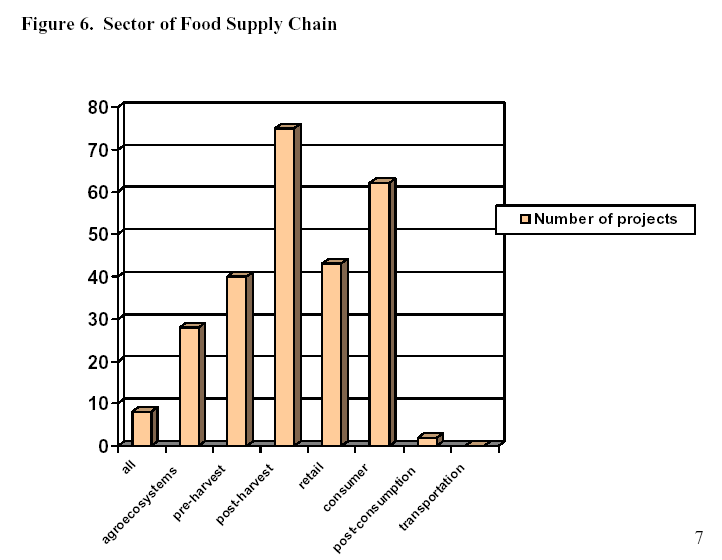 Figure 6.  Sector of Food Supply Chain
80
70
60
50
40
30
20
10
0
all
agroecosystems
pre-harvest
post-harvest
retail
consumer
post-consumption
transportation
Number of projects
7